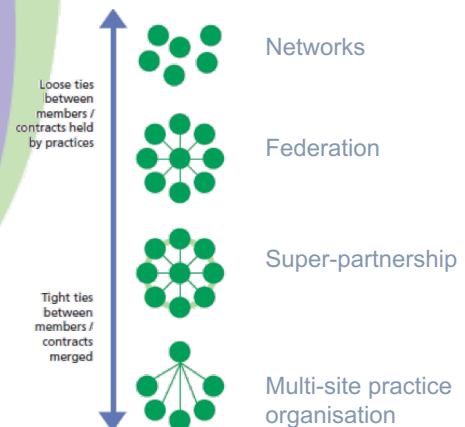 Networks
Loose ties
between
members /
contracts held
by practices
Federation
Super-partnership
Tight ties
between
members /
contracts
merged
Multi-site practice
organisation